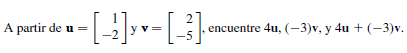 A partir de u = [1 -2] y v = [2 -5], encuentre 4u, (−3)v, y 4u + (−3)v.